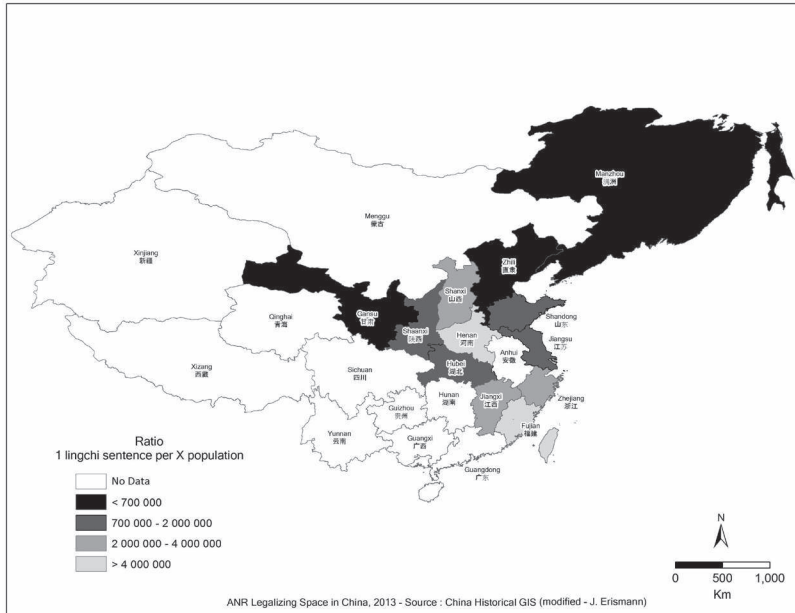 Manzhou
满洲
Menggu
蒙古
Xinjiang
新疆
Zhili
直隶
Gansu
甘肃
Shanxi
山西
Qinghai
青海
Shaanxi
陕西
Shandong
山东
Henan
河南
Jiangsu
江苏
Anhui
安徽
Xizang
西藏
Hubei
湖北
Sichuan
四川
Zhejiang
浙江
Hunan
湖南
Jiangxi
江西
Guizhou
贵州
Fujian
福建
Yunnan
云南
Guangxi
广西
Guangdong
广东
Ratio
1 lingchi sentence per X population
No Data
< 700 000
700 000 - 2 000 000
2 000 000 - 4 000 000
> 4 000 000
N
0 500 1,000
Km
ANR Legalizing Space in China, 2013 - Source : China Historical GIS (modified - J. Erismann)